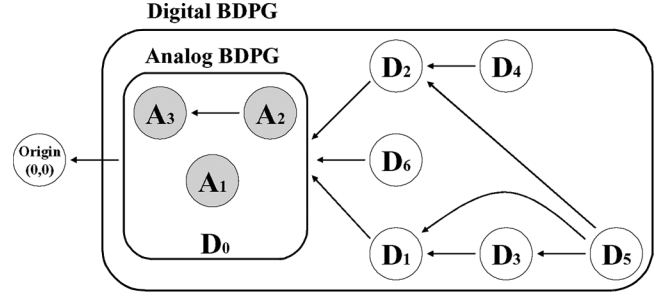 Digital BDPG
Analog BDPG
D2
D4
A3
A2
Origin
(0,0)
D6
A1
D0
D1
D3
D5